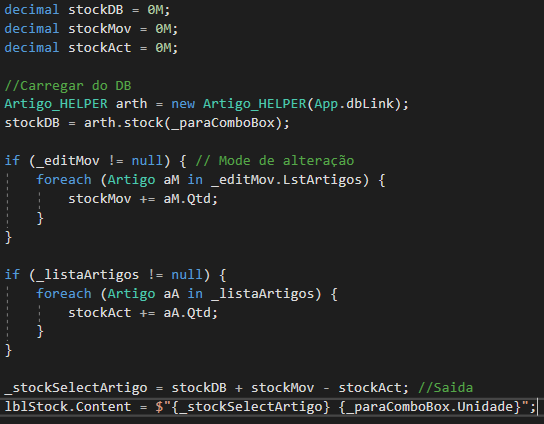 decimal stockDB = 0M;
decimal stockMov = 0M;
decimal stockAct = 0M;
//Carregar do DB
Artigo_HELPER arth = new Artigo_HELPER(App.dbLink);
stockDB = arth.stock(_paraComboBox);
if (_editMov != null) { // Mode de alteração
foreach (Artigo aM in _editMov.LstArtigos) {
stockMov += aM.Qtd;
}
}
if (_listaArtigos != null) {
foreach (Artigo aA in _listaArtigos) {
stockAct += aA.Qtd;
}
}
_stockSelectArtigo = stockDB + stockMov - stockAct; //Saida
lblStock.Content = $"{_stockSelectArtigo} {_paraComboBox.Unidade}";